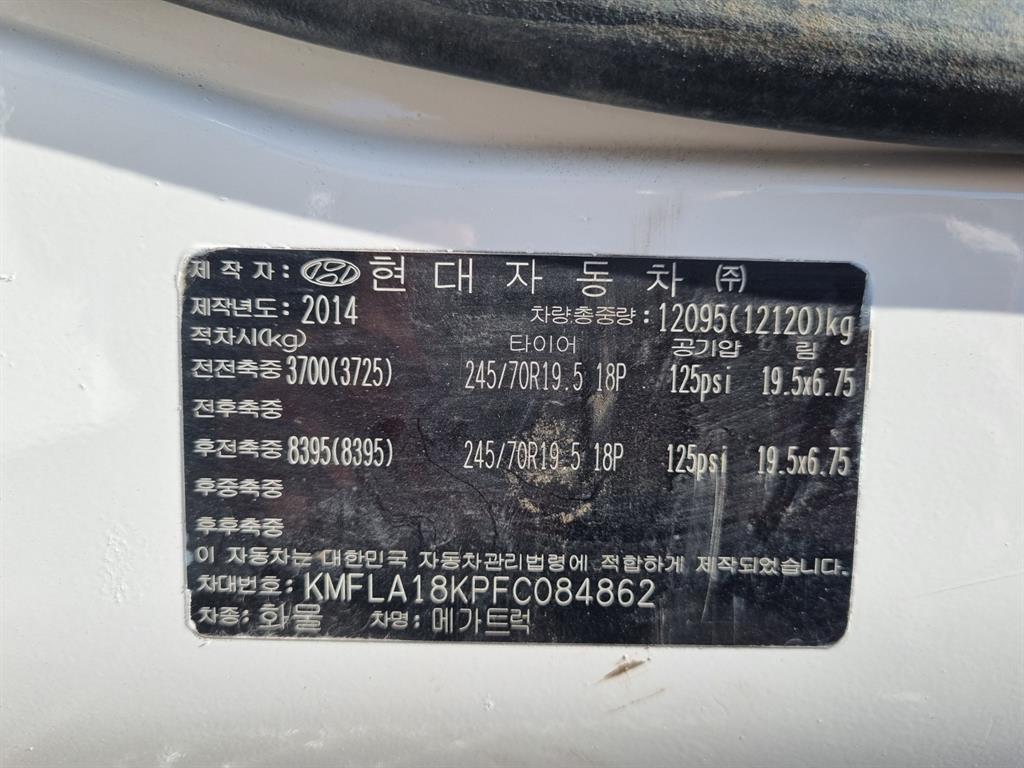 제작자: 현대자동차 ㈜
제작년도: 2014 차량총중량: 12095(12120)kg
적차시(kg) 타이어 공기압 림
전전축중 3700(3725) 245/70R19.5 18P 125psi 19.5x6.75
전후축중
후전축중 8395(8395) 245/70R19.5 18P 125psi 19.5x6.75
후중축중
후후축중
이 자동차는 대한민국 자동차관리법령에 적합하게 제작되었습니다.
차대번호: KMFLA18KPFC084862
차종: 화물 차명: 메가트럭